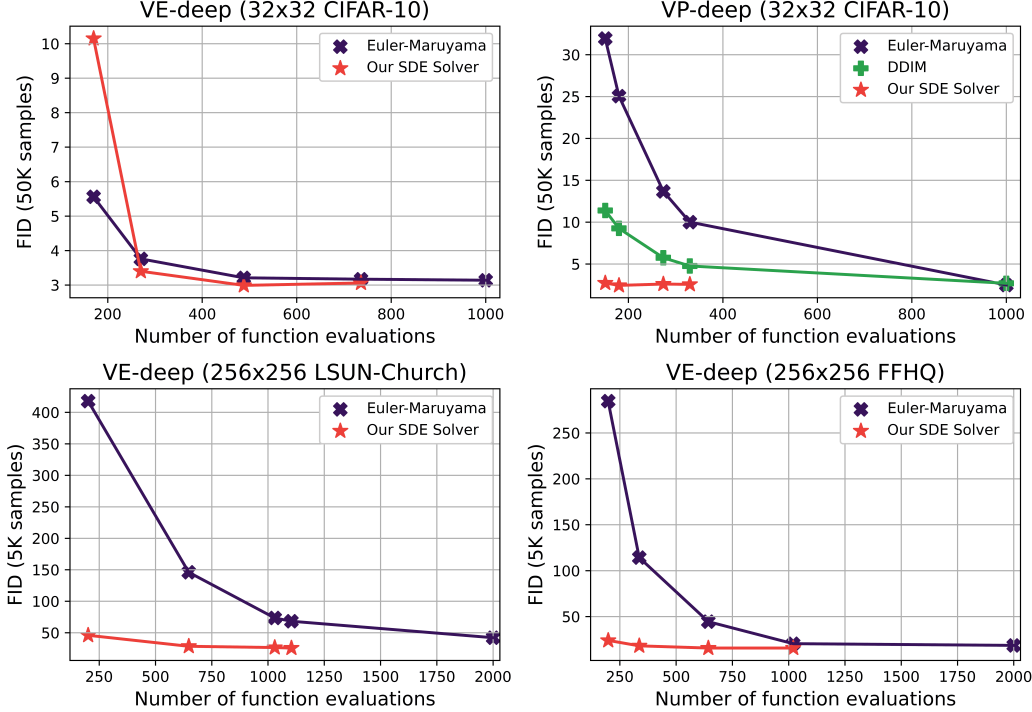 VE-deep (32x32 CIFAR-10)
FID (50K samples)
10
9
8
7
6
5
4
3
200
400
600
800
1000
Number of function evaluations
Euler-Maruyama
Our SDE Solver
VP-deep (32x32 CIFAR-10)
FID (50K samples)
30
25
20
15
10
5
200
400
600
800
1000
Number of function evaluations
Euler-Maruyama
DDIM
Our SDE Solver
VE-deep (256x256 LSUN-Church)
FID (5K samples)
400
350
300
250
200
150
100
50
250
500
750
1000
1250
1500
1750
2000
Number of function evaluations
Euler-Maruyama
Our SDE Solver
VE-deep (256x256 FFHQ)
FID (5K samples)
250
200
150
100
50
250
500
750
1000
1250
1500
1750
2000
Number of function evaluations
Euler-Maruyama
Our SDE Solver